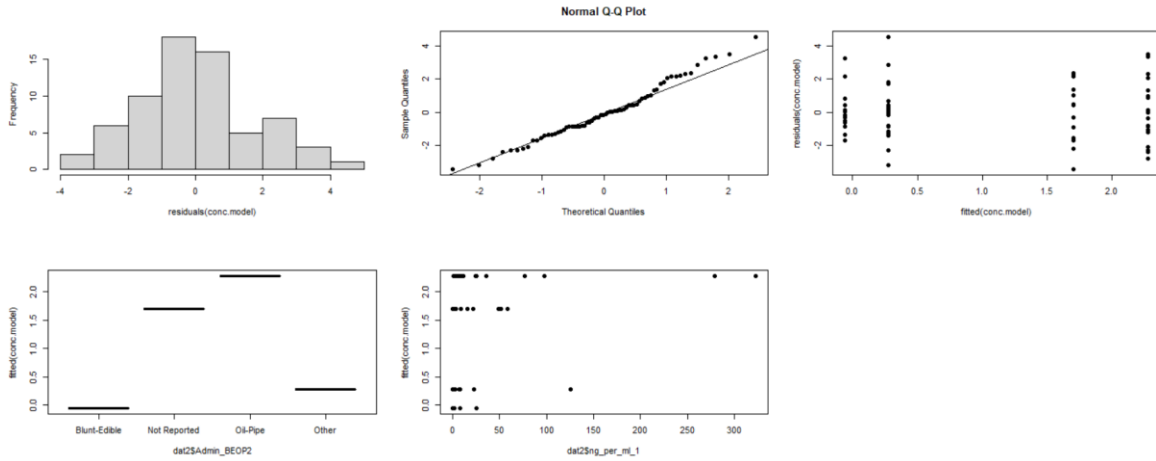 Normal Q-Q Plot
Frequency
0 5 10 15
-4 -2 0 2 4
residuals(conc.model)
Sample Quantiles
-2 0 2 4
-2 -1 0 1 2
Theoretical Quantiles
residuals(conc.model)
-2 0 2 4
0.0 0.5 1.0 1.5 2.0
fitted(conc.model)
fitted(conc.model)
0.0 0.5 1.0 1.5 2.0
Blunt-Edible Not Reported Oil-Pipe Other
dat2$Admin_BEOP2
fitted(conc.model)
0.0 0.5 1.0 1.5 2.0
0 50 100 150 200 250 300
dat2$ng_per_ml_1